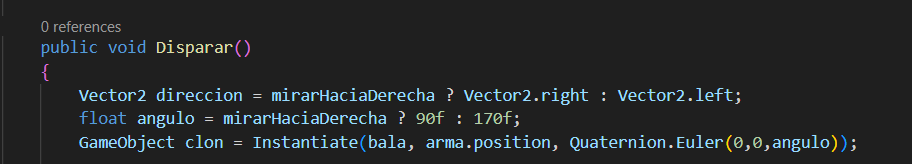 0 references
public void Disparar()
{
Vector2 direccion = mirarHaciaDerecha ? Vector2.right : Vector2.left;
float angulo = mirarHaciaDerecha ? 90f : 170f;
GameObject clon = Instantiate(bala, arma.position, Quaternion.Euler(0,0,angulo));